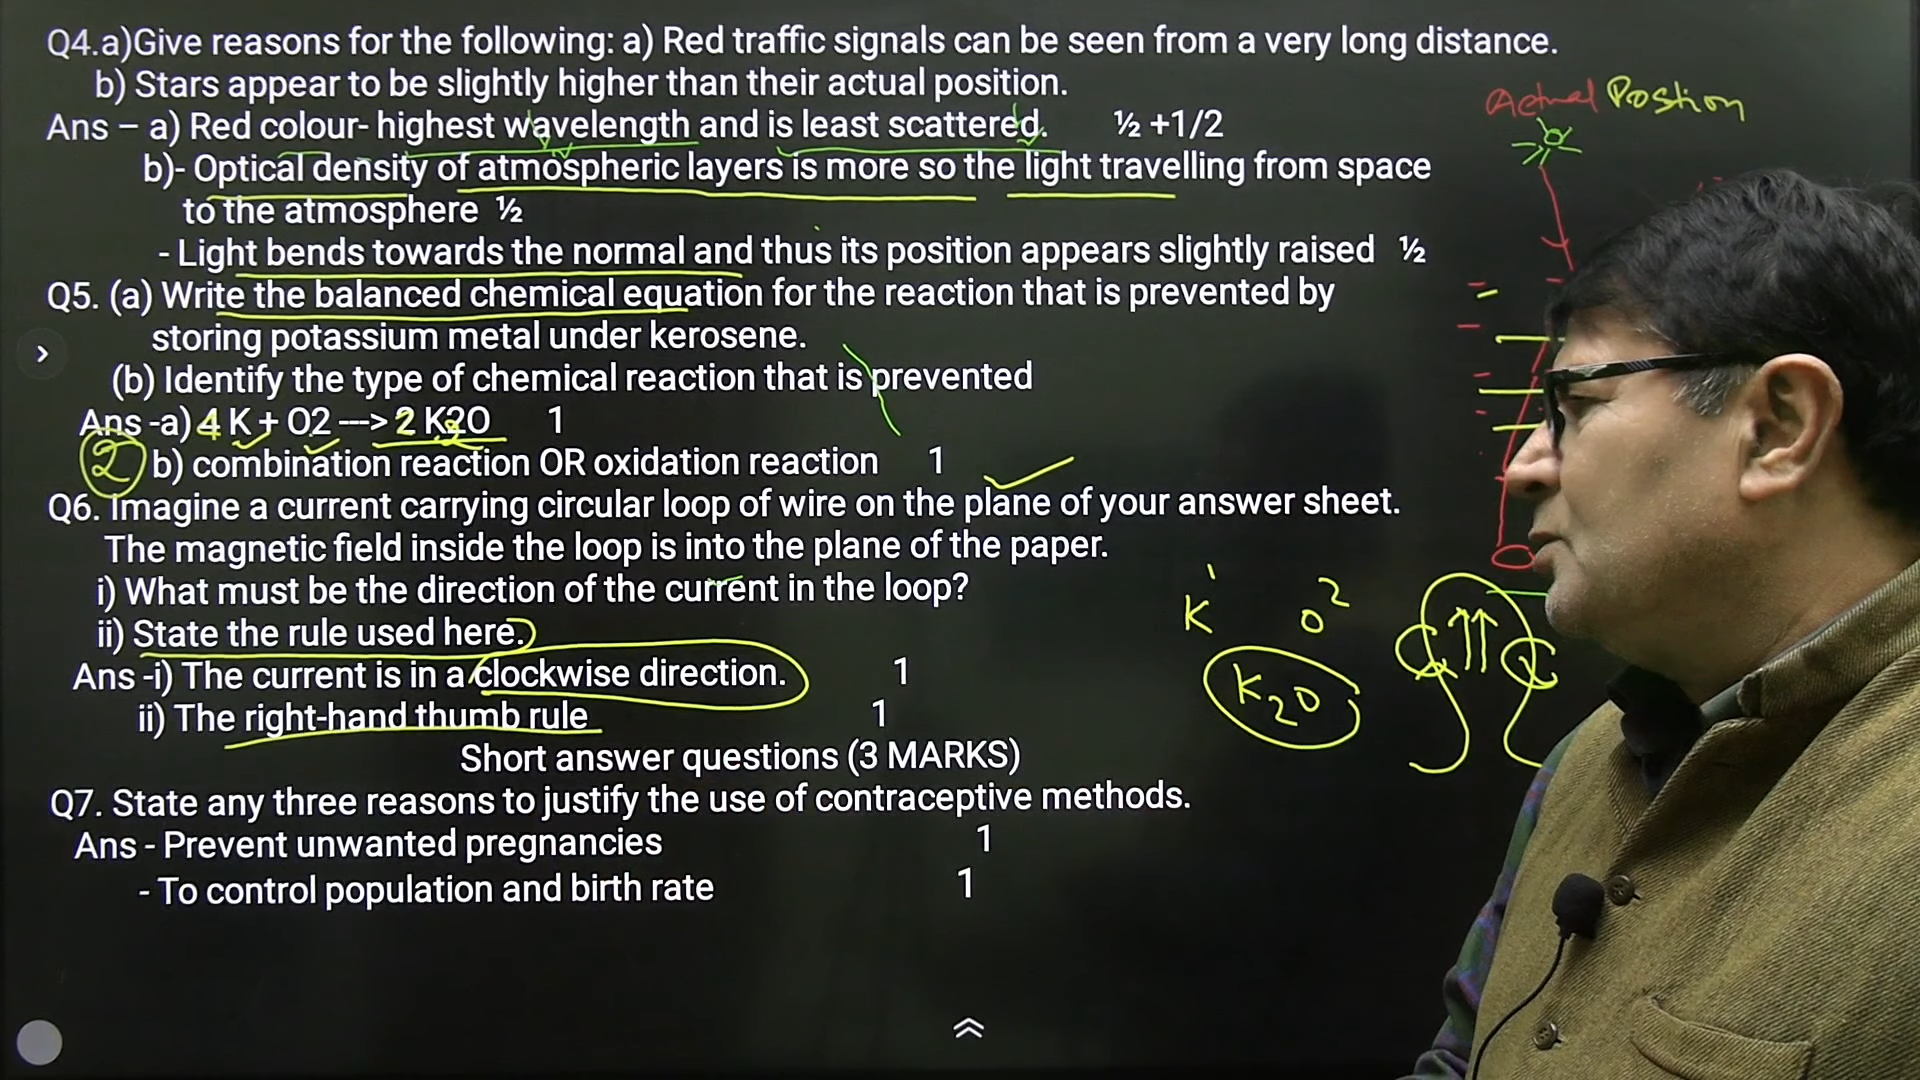 Q4.a)Give reasons for the following: a) Red traffic signals can be seen from a very long distance.
b) Stars appear to be slightly higher than their actual position.
Ans – a) Red colour- highest wavelength and is least scattered. ½ +1/2
b)- Optical density of atmospheric layers is more so the light travelling from space
to the atmosphere ½
- Light bends towards the normal and thus its position appears slightly raised ½
Q5. (a) Write the balanced chemical equation for the reaction that is prevented by
storing potassium metal under kerosene.
(b) Identify the type of chemical reaction that is prevented
Ans -a) 4 K + O2 ---> 2 K2O 1
2 b) combination reaction OR oxidation reaction 1
Q6. Imagine a current carrying circular loop of wire on the plane of your answer sheet.
The magnetic field inside the loop is into the plane of the paper.
i) What must be the direction of the current in the loop?
ii) State the rule used here.
Ans -i) The current is in a clockwise direction. 1
ii) The right-hand thumb rule 1
Short answer questions (3 MARKS)
Q7. State any three reasons to justify the use of contraceptive methods.
Ans - Prevent unwanted pregnancies 1
- To control population and birth rate 1
Actual Position
K O 2
K2O